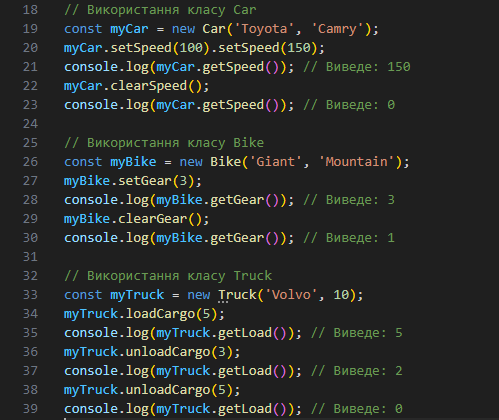 18 // Використання класу Car
19 const myCar = new Car('Toyota', 'Camry');
20 myCar.setSpeed(100).setSpeed(150);
21 console.log(myCar.getSpeed()); // Виведе: 150
22 myCar.clearSpeed();
23 console.log(myCar.getSpeed()); // Виведе: 0
24
25 // Використання класу Bike
26 const myBike = new Bike('Giant', 'Mountain');
27 myBike.setGear(3);
28 console.log(myBike.getGear()); // Виведе: 3
29 myBike.clearGear();
30 console.log(myBike.getGear()); // Виведе: 1
31
32 // Використання класу Truck
33 const myTruck = new Truck('Volvo', 10);
34 myTruck.loadCargo(5);
35 console.log(myTruck.getLoad()); // Виведе: 5
36 myTruck.unloadCargo(3);
37 console.log(myTruck.getLoad()); // Виведе: 2
38 myTruck.unloadCargo(5);
39 console.log(myTruck.getLoad()); // Виведе: 0